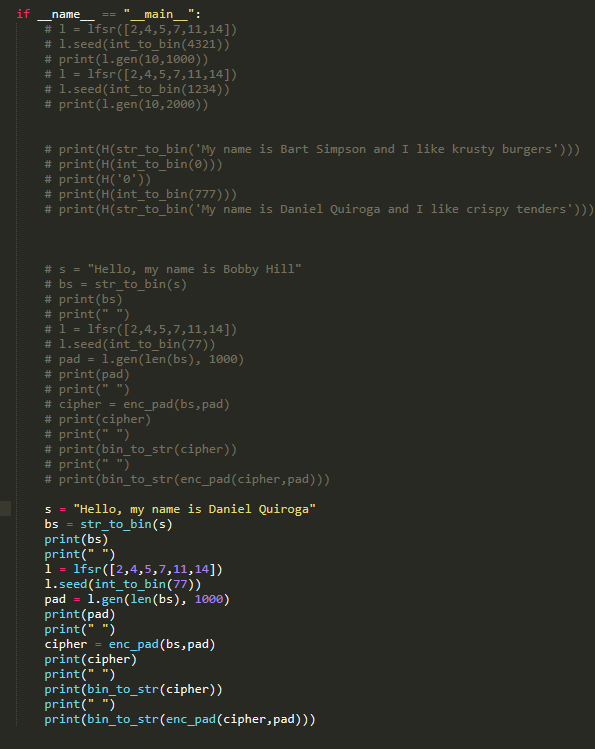 if __name__ == "__main__":
# l = lfsr([2,4,5,7,11,14])
# l.seed(int_to_bin(4321))
# print(l.gen(10,1000))
# l = lfsr([2,4,5,7,11,14])
# l.seed(int_to_bin(1234))
# print(l.gen(10,2000))
# print(H(str_to_bin('My name is Bart Simpson and I like krusty burgers')))
# print(H(int_to_bin(0)))
# print(H('0'))
# print(H(int_to_bin(777)))
# print(H(str_to_bin('My name is Daniel Quiroga and I like crispy tenders')))
# s = "Hello, my name is Bobby Hill"
# bs = str_to_bin(s)
# print(bs)
# print(" ")
# l = lfsr([2,4,5,7,11,14])
# l.seed(int_to_bin(77))
# pad = l.gen(len(bs), 1000)
# print(pad)
# print(" ")
# cipher = enc_pad(bs,pad)
# print(cipher)
# print(" ")
# print(bin_to_str(cipher))
# print(" ")
# print(bin_to_str(enc_pad(cipher,pad)))
s = "Hello, my name is Daniel Quiroga"
bs = str_to_bin(s)
print(bs)
print(" ")
l = lfsr([2,4,5,7,11,14])
l.seed(int_to_bin(77))
pad = l.gen(len(bs), 1000)
print(pad)
print(" ")
cipher = enc_pad(bs,pad)
print(cipher)
print(" ")
print(bin_to_str(cipher))
print(" ")
print(bin_to_str(enc_pad(cipher,pad)))